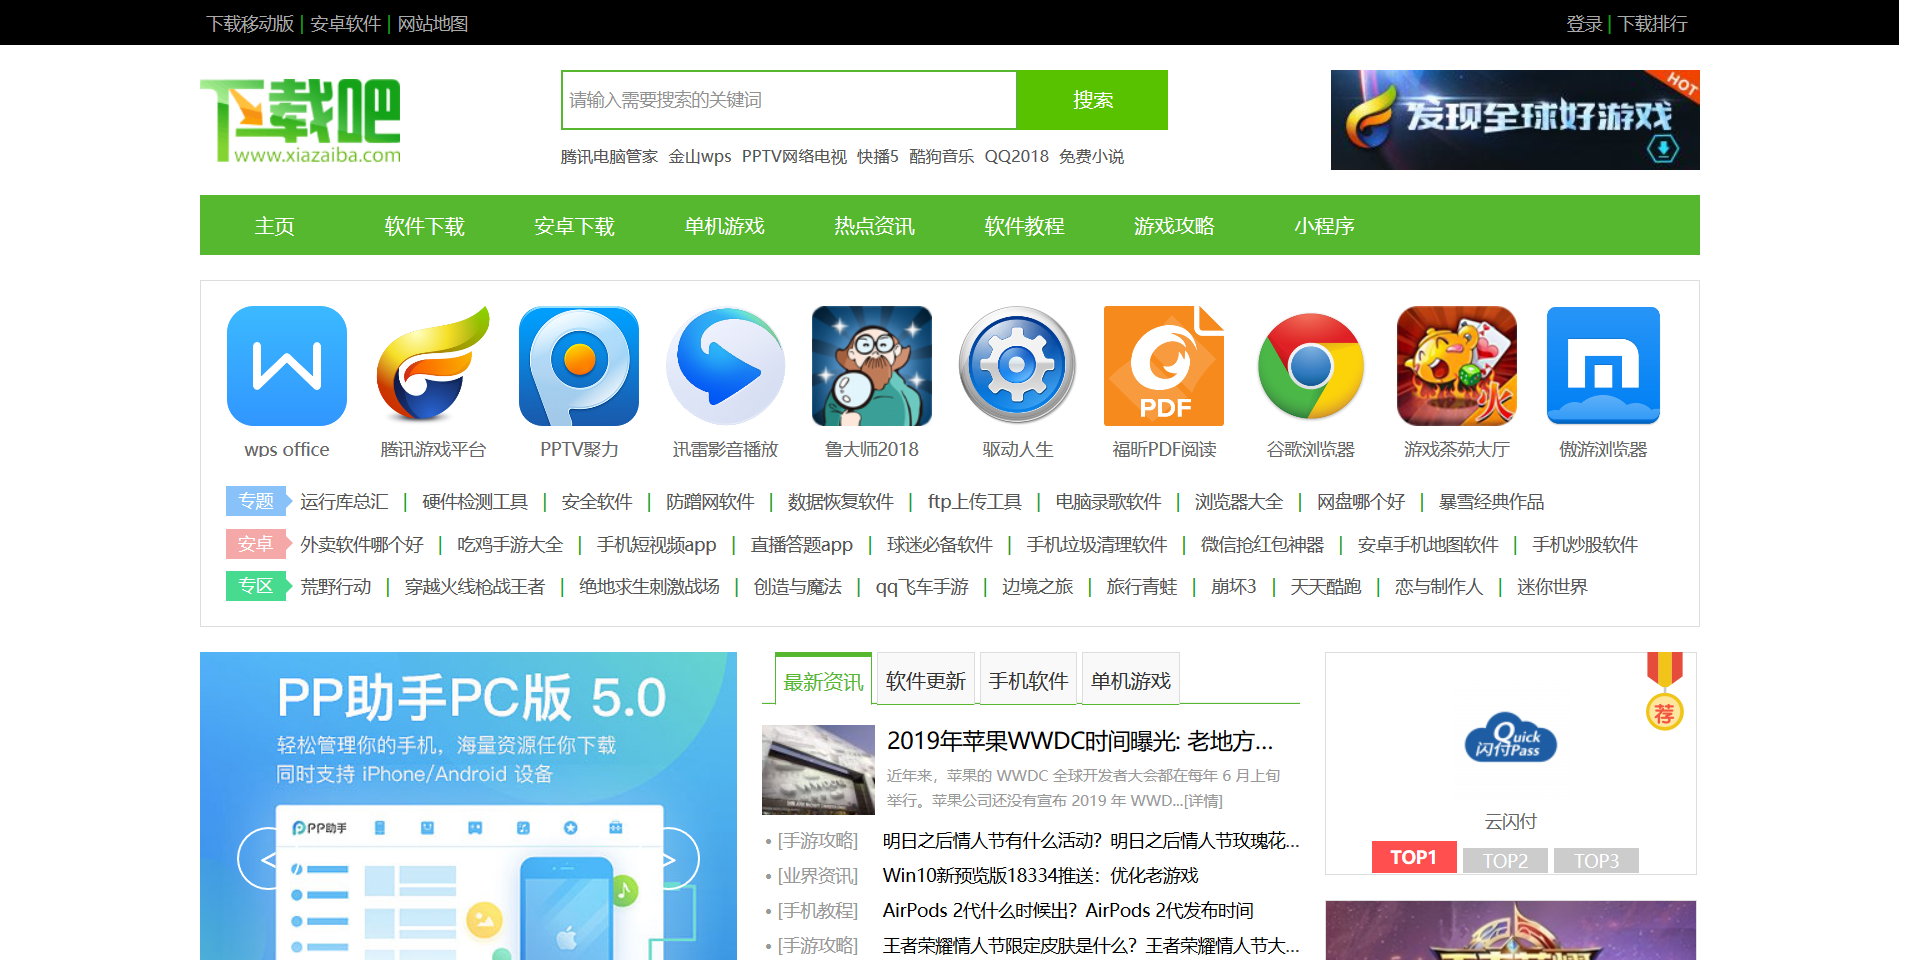 下载移动版 | 安卓软件 | 网站地图
登录 | 下载排行
下载吧
www.xiazaiba.com
请输入需要搜索的关键词
搜索
腾讯电脑管家 金山wps PPTV网络电视 快播5 酷狗音乐 QQ2018 免费小说
发现全球好游戏
HOT
主页 软件下载 安卓下载 单机游戏 热点资讯 软件教程 游戏攻略 小程序
PDF
火
wps office 腾讯游戏平台 PPTV聚力 迅雷影音播放 鲁大师2018 驱动人生 福昕PDF阅读 谷歌浏览器 游戏茶苑大厅 傲游浏览器
专题 运行库总汇 | 硬件检测工具 | 安全软件 | 防蹭网软件 | 数据恢复软件 | ftp上传工具 | 电脑录歌软件 | 浏览器大全 | 网盘哪个好 | 暴雪经典作品
安卓 外卖软件哪个好 | 吃鸡手游大全 | 手机短视频app | 直播答题app | 球迷必备软件 | 手机垃圾清理软件 | 微信抢红包神器 | 安卓手机地图软件 | 手机炒股软件
专区 荒野行动 | 穿越火线枪战王者 | 绝地求生刺激战场 | 创造与魔法 | qq飞车手游 | 边境之旅 | 旅行青蛙 | 崩坏3 | 天天酷跑 | 恋与制作人 | 迷你世界
PP助手PC版 5.0
轻松管理你的手机，海量资源任你下载
同时支持 iPhone/Android 设备
PP助手
< >
最新资讯 软件更新 手机软件 单机游戏
2019年苹果WWDC时间曝光: 老地方...
近年来，苹果的 WWDC 全球开发者大会都在每年 6 月上旬
举行。苹果公司还没有宣布 2019 年 WWD...[详情]
• [手游攻略] 明日之后情人节有什么活动？明日之后情人节玫瑰花...
• [业界资讯] Win10新预览版18334推送：优化老游戏
• [手机教程] AirPods 2代什么时候出？AirPods 2代发布时间
• [手游攻略] 王者荣耀情人节限定皮肤是什么？王者荣耀情人节大...
荐
Quick
闪付Pass
云闪付
TOP1 TOP2 TOP3